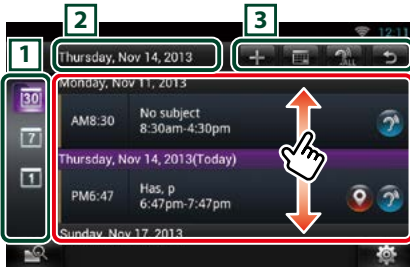 1
2
3
12:11
Thursday, Nov 14, 2013
ALL
Monday, Nov 11, 2013
30
AM8:30
No subject
8:30am-4:30pm
7
Thursday, Nov 14, 2013(Today)
1
PM6:47
Has, p
6:47pm-7:47pm
Sunday, Nov 17, 2013